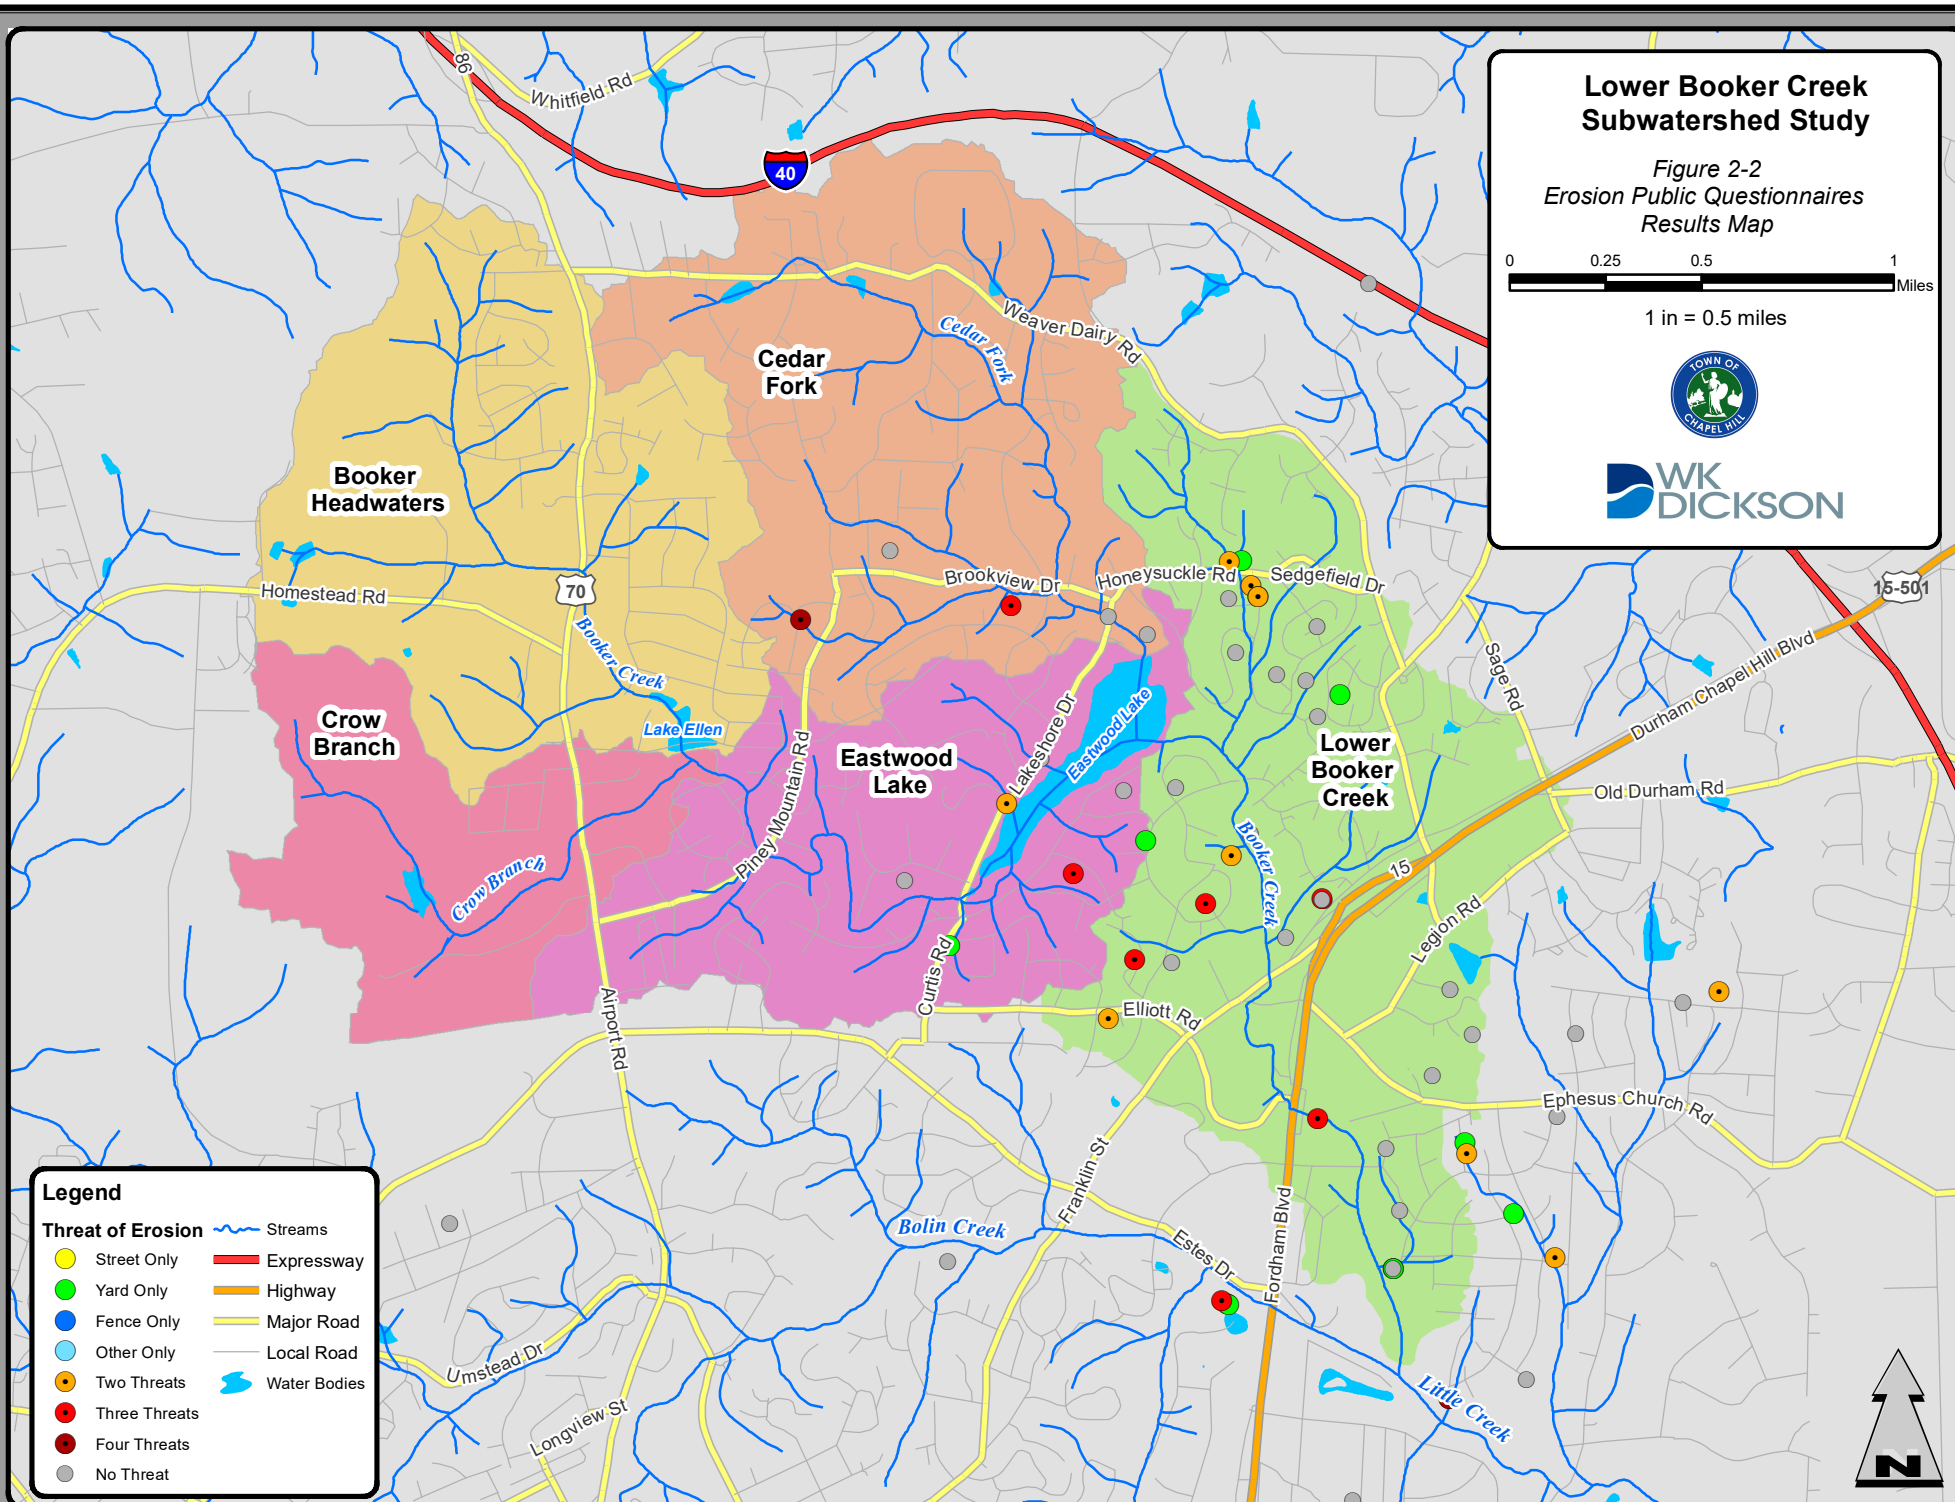 Lower Booker Creek
Subwatershed Study
Figure 2-2
Erosion Public Questionnaires
Results Map
0 0.25 0.5 1
Miles
1 in = 0.5 miles
TOWN OF
CHAPEL HILL
WK
DICKSON
86
Whitfield Rd
40
Weaver Dairy Rd
Cedar Fork
Cedar
Fork
Booker
Headwaters
Homestead Rd
70
Booker Creek
Brookview Dr
Honeysuckle Rd
Sedgefield Dr
15-501
Sage Rd
Durham Chapel Hill Blvd
Old Durham Rd
Crow
Branch
Lake Ellen
Eastwood
Lake
Lakeshore Dr
Eastwood Lake
Lower
Booker
Creek
Piney Mountain Rd
Crow Branch
Booker Creek
15
Legion Rd
Curtis Rd
Airport Rd
Elliott Rd
Ephesus Church Rd
Franklin St
Bolin Creek
Estes Dr
Fordham Blvd
Little Creek
Umstead Dr
Longview St
Legend
Threat of Erosion
Street Only
Yard Only
Fence Only
Other Only
Two Threats
Three Threats
Four Threats
No Threat
Streams
Expressway
Highway
Major Road
Local Road
Water Bodies
N